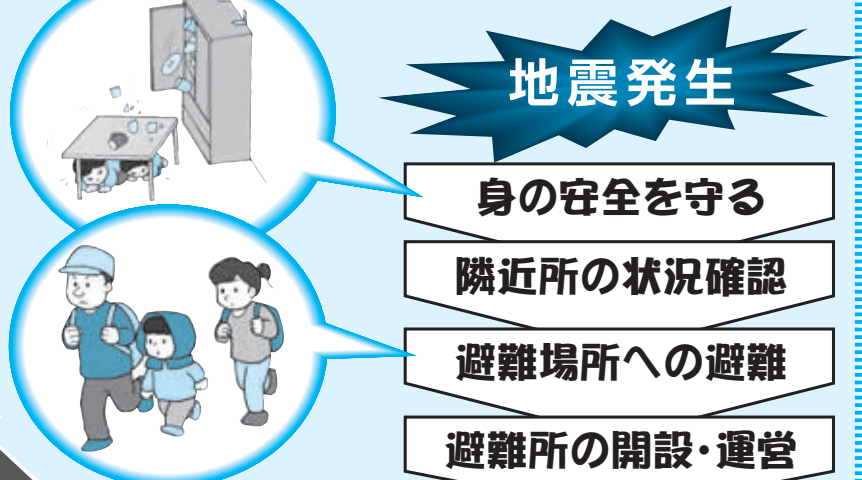 地震発生
身の安全を守る
隣近所の状況確認
避難場所への避難
避難所の開設・運営